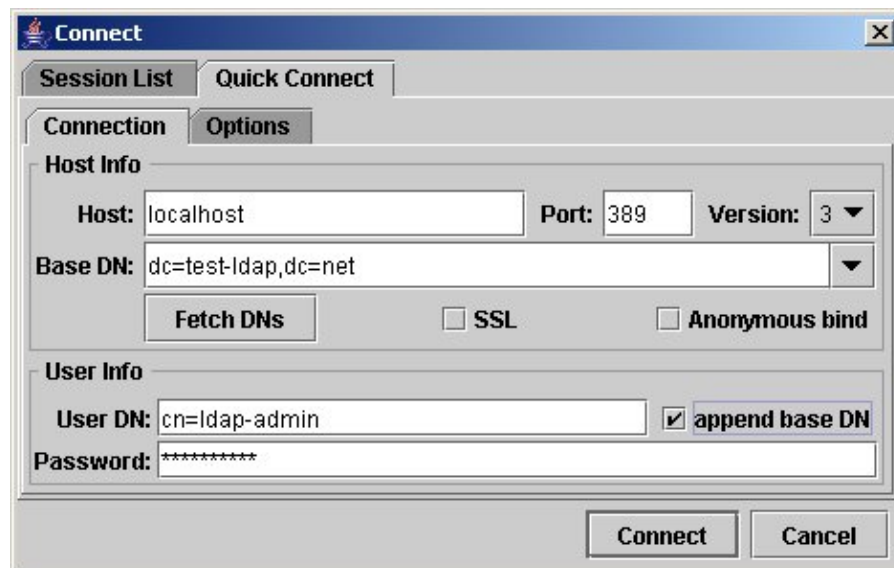 Connect
Session List Quick Connect
Connection Options
Host Info
Host: localhost Port: 389 Version: 3
Base DN: dc=test-ldap,dc=net
Fetch DNs SSL Anonymous bind
User Info
User DN: cn=ldap-admin append base DN
Password: **********
Connect Cancel